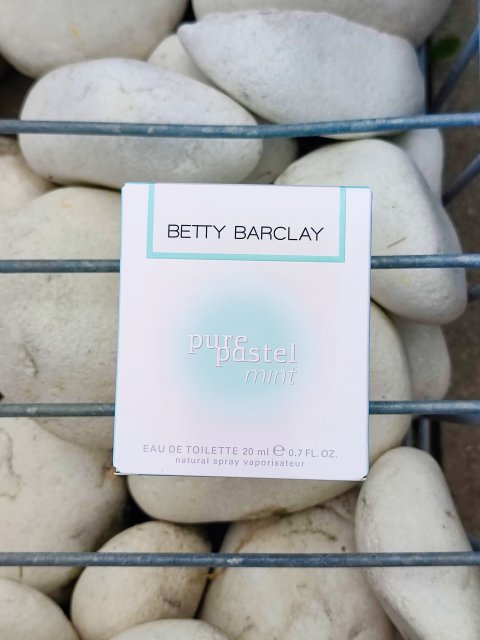 BETTY BARCLAY
pure
pastel
mint
EAU DE TOILETTE 20 ml ℮ 0.7 FL. OZ.
natural spray vaporisateur